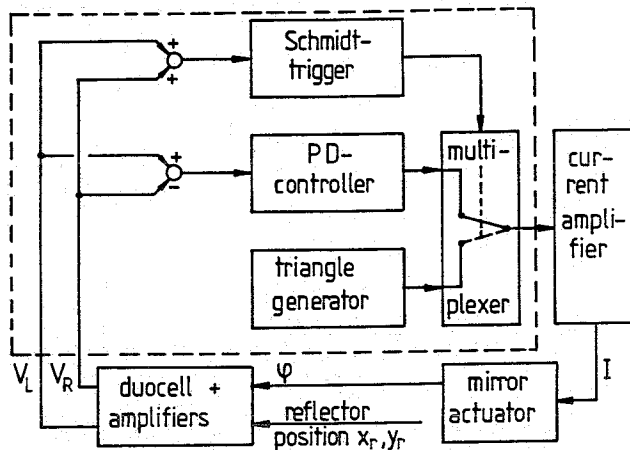 +
+
Schmidt-
trigger
+
-
PD-
controller
multi-
plexer
cur-
rent
ampli-
fier
triangle
generator
V_L V_R
duocell +
amplifiers
φ
reflector
position x_r, y_r
mirror
actuator
I